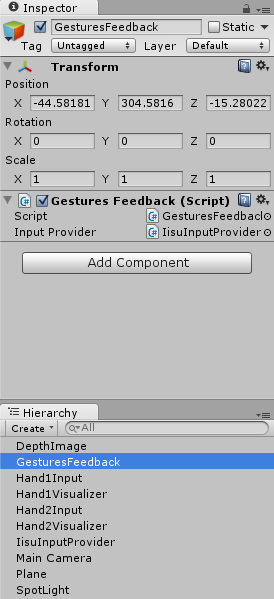 Inspector
GesturesFeedback Static
Tag Untagged Layer Default
Transform
Position
X -44.58181 Y 304.5816 Z -15.28022
Rotation
X 0 Y 0 Z 0
Scale
X 1 Y 1 Z 1
Gestures Feedback (Script)
Script GesturesFeedbacl
Input Provider IisuInputProvider
Add Component
Hierarchy
Create All
DepthImage
GesturesFeedback
Hand1Input
Hand1Visualizer
Hand2Input
Hand2Visualizer
IisuInputProvider
Main Camera
Plane
SpotLight